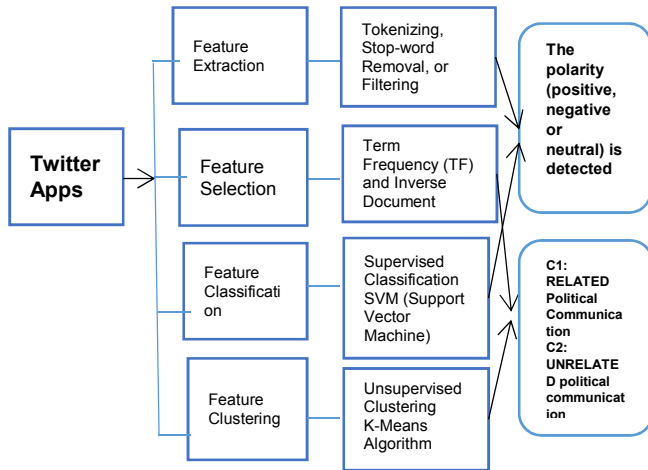 Twitter
Apps
Feature
Extraction
Tokenizing,
Stop-word
Removal, or
Filtering
Feature
Selection
Term
Frequency (TF)
and Inverse
Document
Feature
Classificati
on
Supervised
Classification
SVM (Support
Vector
Machine)
Feature
Clustering
Unsupervised
Clustering
K-Means
Algorithm
The
polarity
(positive,
negative
or
neutral) is
detected
C1:
RELATED
Political
Communica
tion
C2:
UNRELATE
D political
communicat
ion